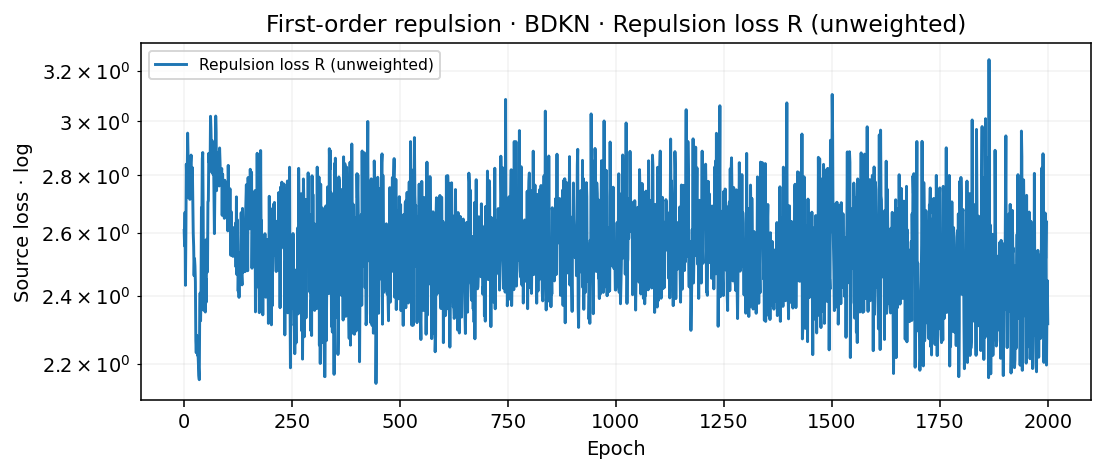 First-order repulsion · BDKN · Repulsion loss R (unweighted)
Repulsion loss R (unweighted)
Source loss · log
3.2 × 10⁰
3 × 10⁰
2.8 × 10⁰
2.6 × 10⁰
2.4 × 10⁰
2.2 × 10⁰
0 250 500 750 1000 1250 1500 1750 2000
Epoch